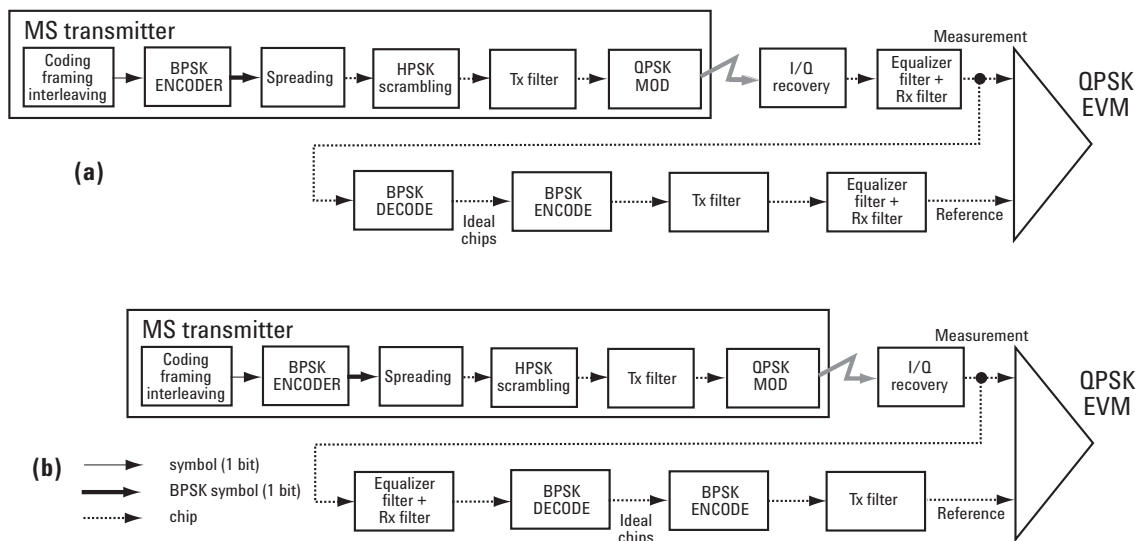 MS transmitter
Coding
framing
interleaving
BPSK
ENCODER
Spreading
HPSK
scrambling
Tx filter
QPSK
MOD
I/Q
recovery
Equalizer
filter +
Rx filter
Measurement
QPSK
EVM
(a)
BPSK
DECODE
Ideal
chips
BPSK
ENCODE
Tx filter
Equalizer
filter +
Rx filter
Reference
MS transmitter
Coding
framing
interleaving
BPSK
ENCODER
Spreading
HPSK
scrambling
Tx filter
QPSK
MOD
I/Q
recovery
Measurement
QPSK
EVM
(b)
symbol (1 bit)
BPSK symbol (1 bit)
chip
Equalizer
filter +
Rx filter
BPSK
DECODE
Ideal
chips
BPSK
ENCODE
Tx filter
Reference